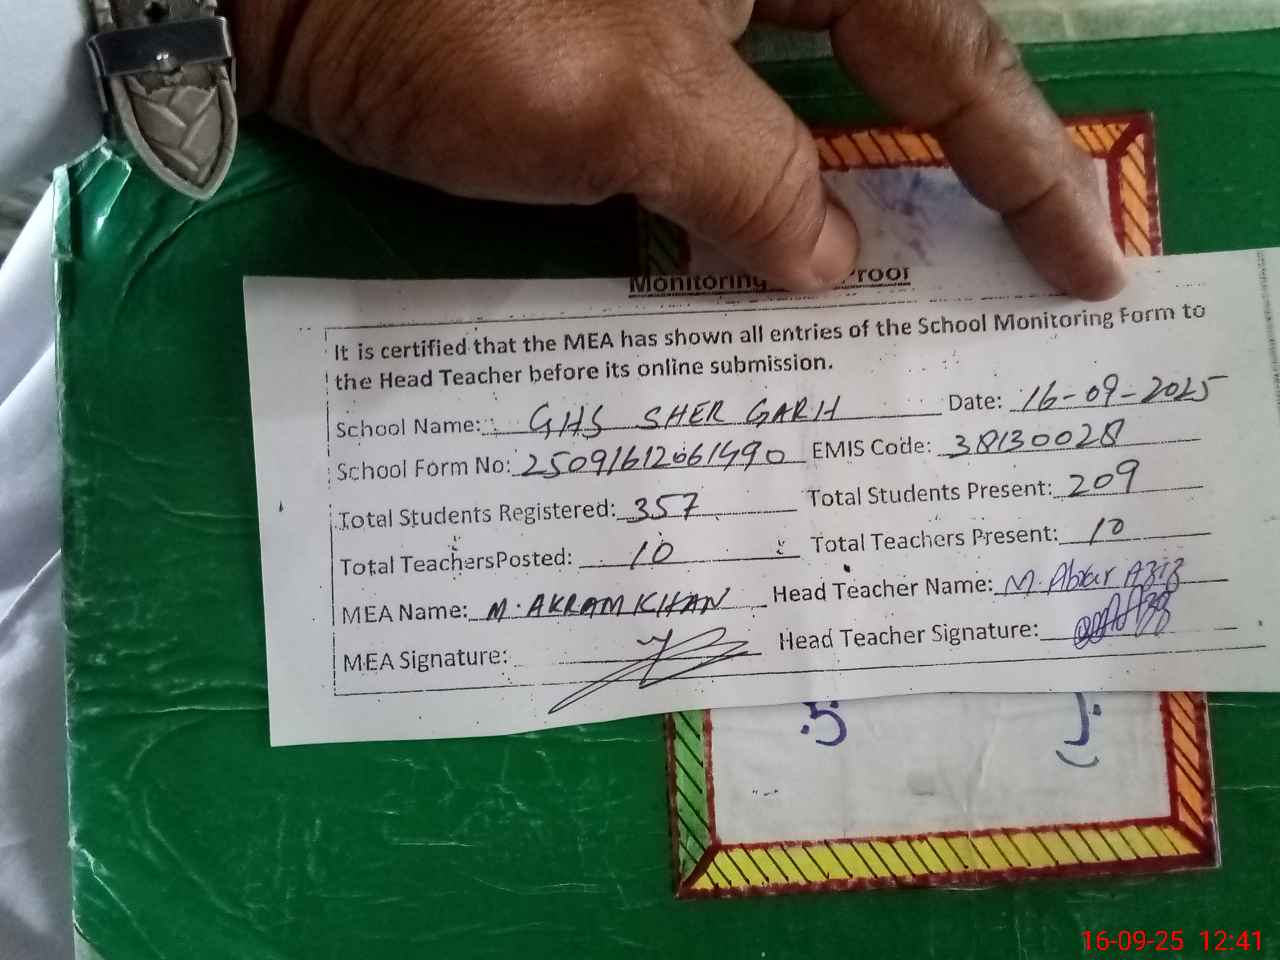 Monitoring Proof
It is certified that the MEA has shown all entries of the School Monitoring Form to
the Head Teacher before its online submission.
School Name: GHS SHER GARH Date: 16-09-2025
School Form No: 25091612061490 EMIS Code: 38130028
Total Students Registered: 357 Total Students Present: 209
Total TeachersPosted: 10 Total Teachers Present: 10
MEA Name: M. AKRAM KHAN Head Teacher Name: M. Abrar Aziz
MEA Signature: Head Teacher Signature:
16-09-25 12:41